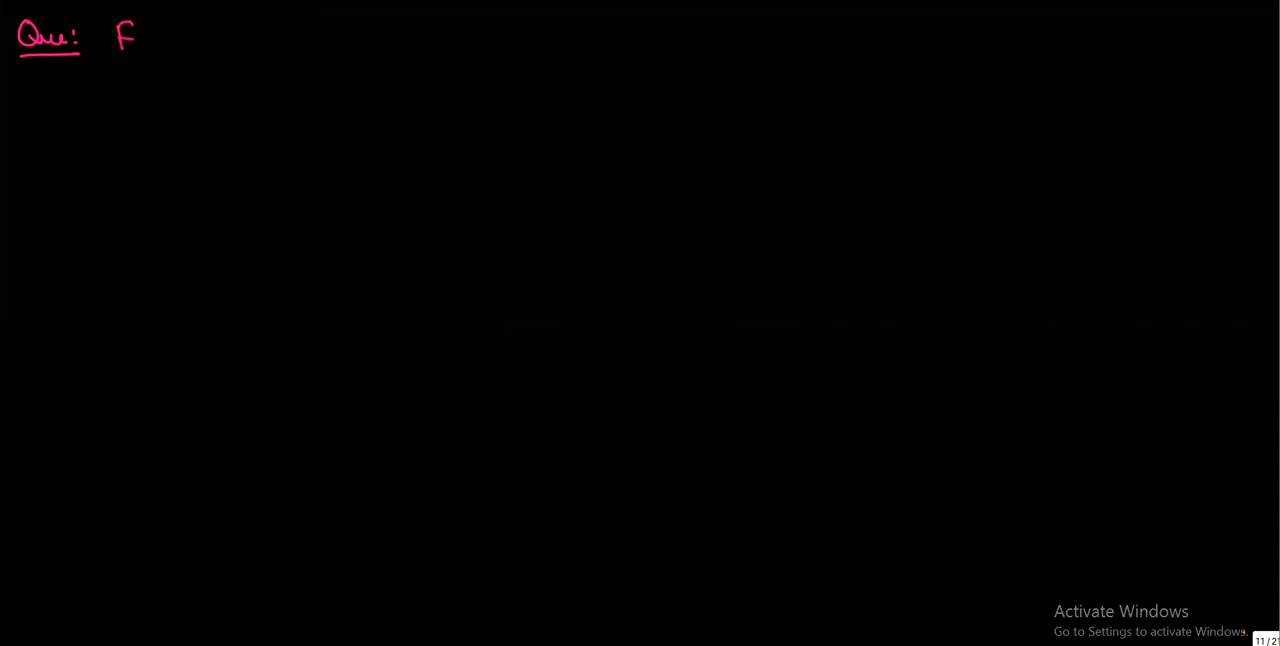 Que: F
Activate Windows
Go to Settings to activate Windows.
11 / 21